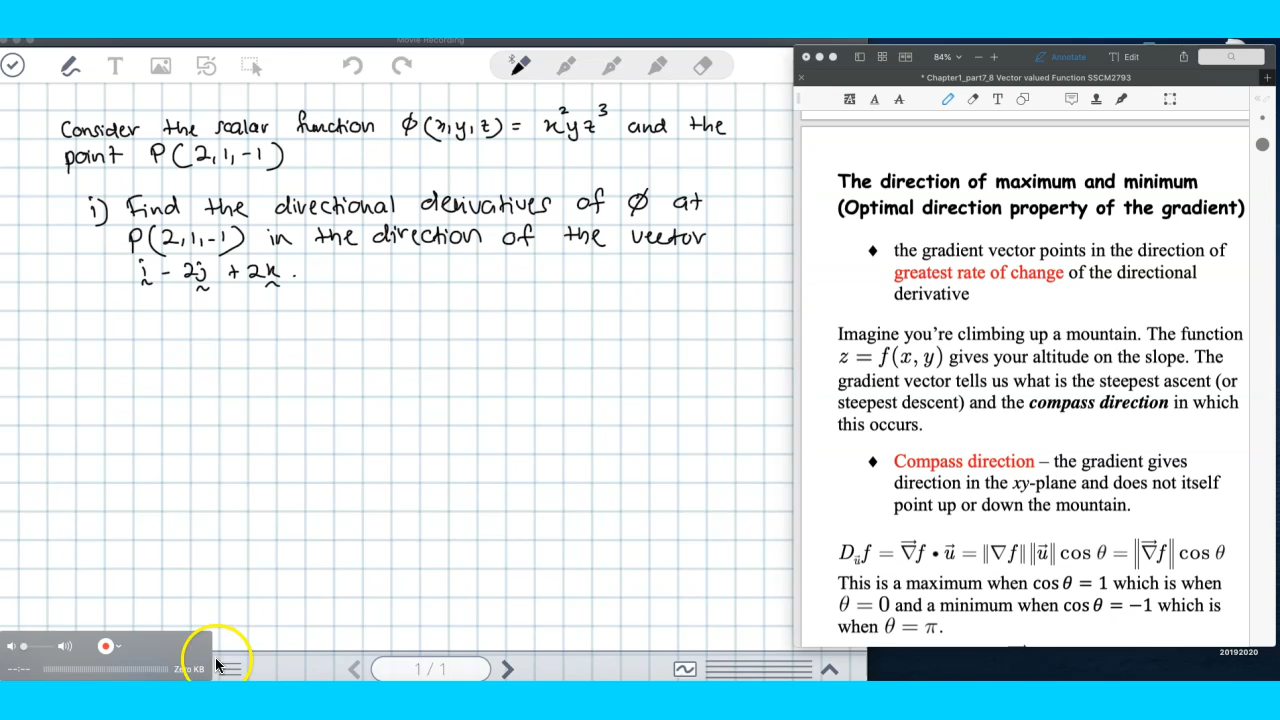 Movie Recording
Consider the scalar function φ(x,y,z) = x²yz³ and the
point P(2,1,-1)
i) Find the directional derivatives of φ at
P(2,1,-1) in the direction of the vector
i - 2j + 2k .
Zero KB
--:--
1 / 1
84%
Annotate
Edit
* Chapter1_part7_8 Vector valued Function SSCM2793
The direction of maximum and minimum
(Optimal direction property of the gradient)
♦ the gradient vector points in the direction of
greatest rate of change of the directional
derivative
Imagine you’re climbing up a mountain. The function
z = f(x, y) gives your altitude on the slope. The
gradient vector tells us what is the steepest ascent (or
steepest descent) and the compass direction in which
this occurs.
♦ Compass direction – the gradient gives
direction in the xy-plane and does not itself
point up or down the mountain.
D_u⃗ f = ∇⃗f • u⃗ = ‖∇f‖ ‖u⃗‖ cos θ = ‖∇⃗f‖ cos θ
This is a maximum when cos θ = 1 which is when
θ = 0 and a minimum when cos θ = −1 which is
when θ = π.
20192020